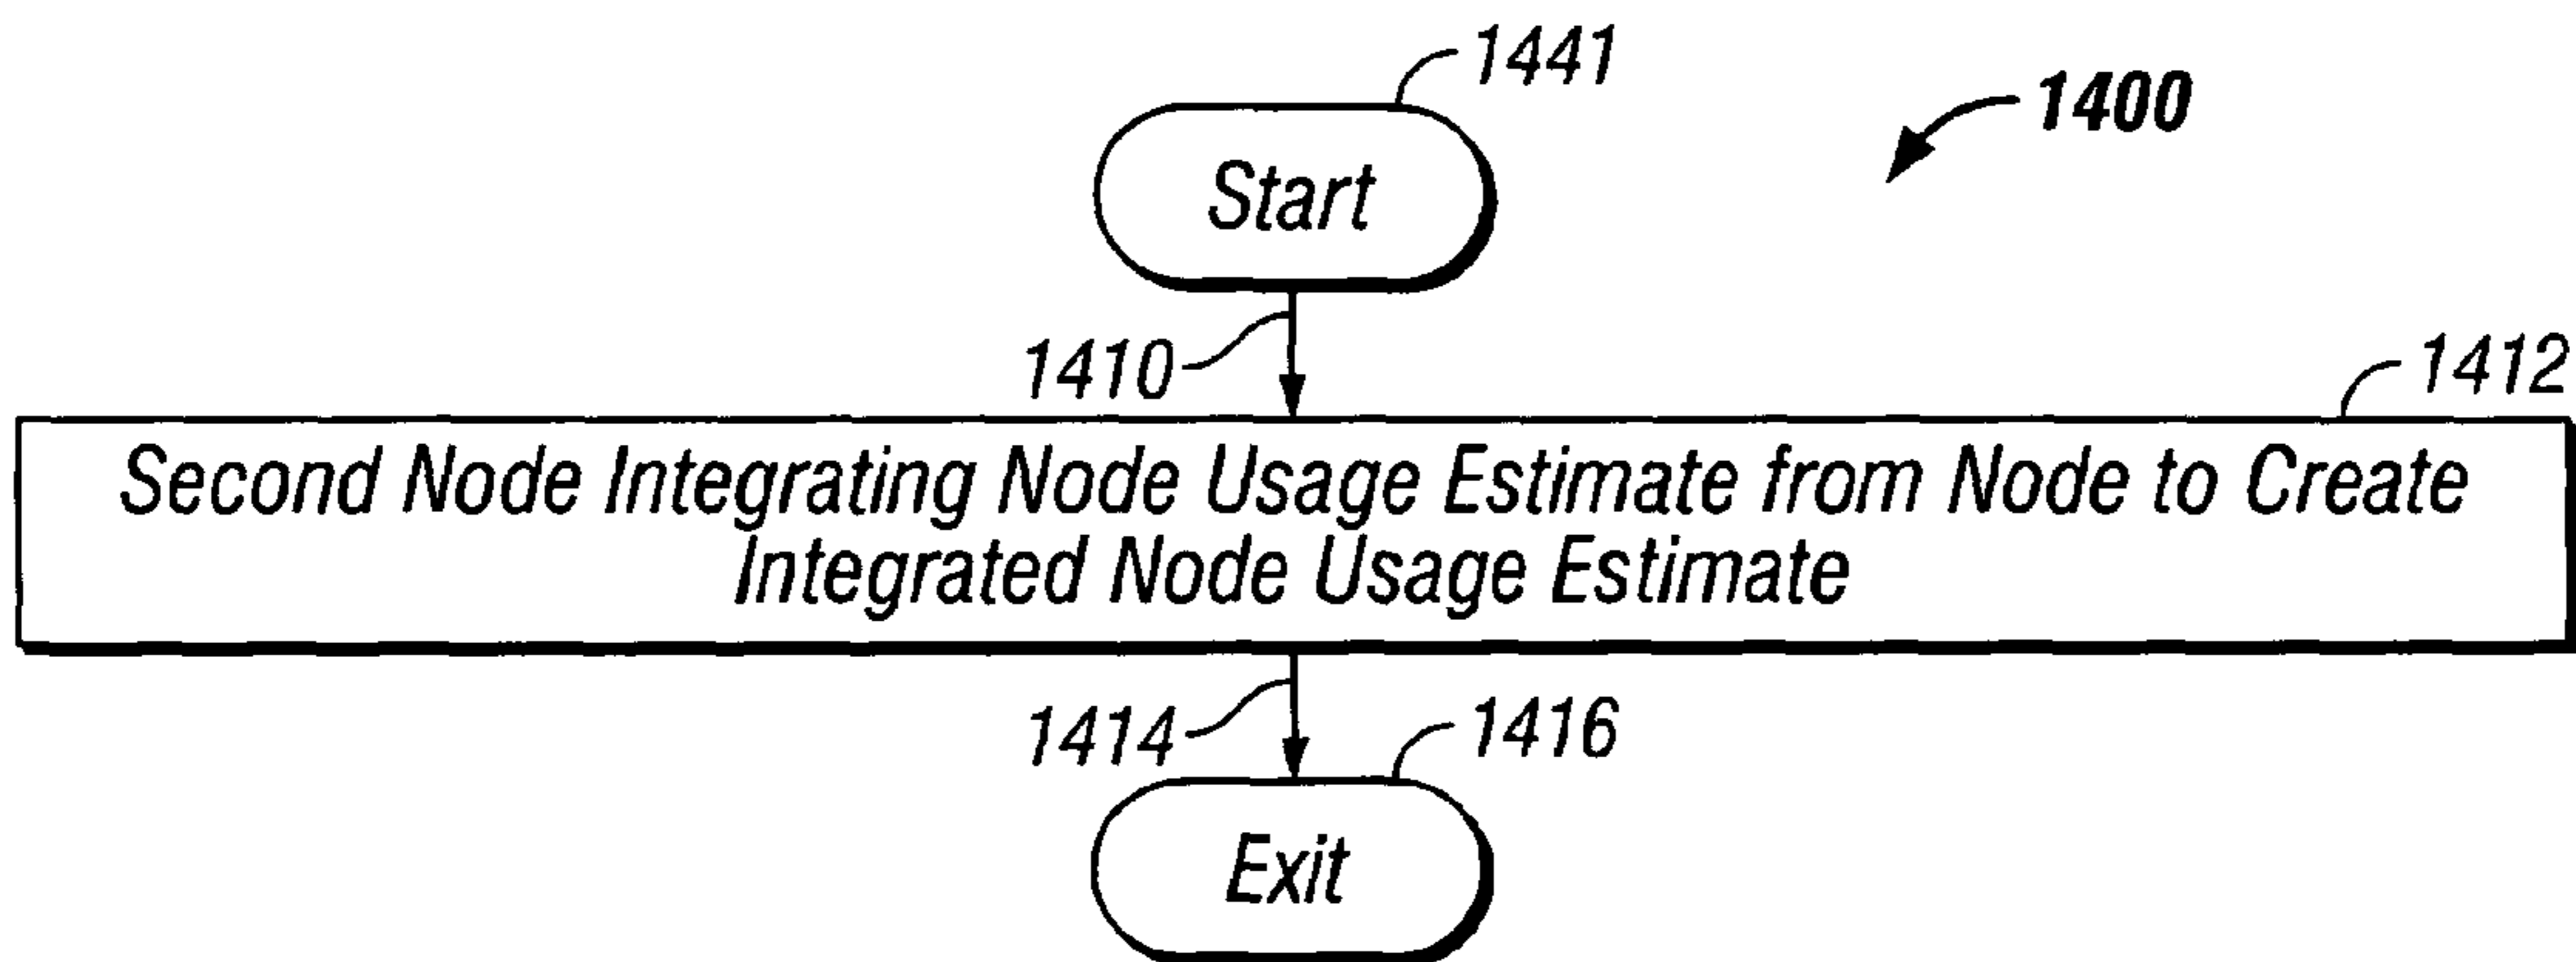 1441
1400
Start
1410
1412
Second Node Integrating Node Usage Estimate from Node to Create
Integrated Node Usage Estimate
1414
1416
Exit